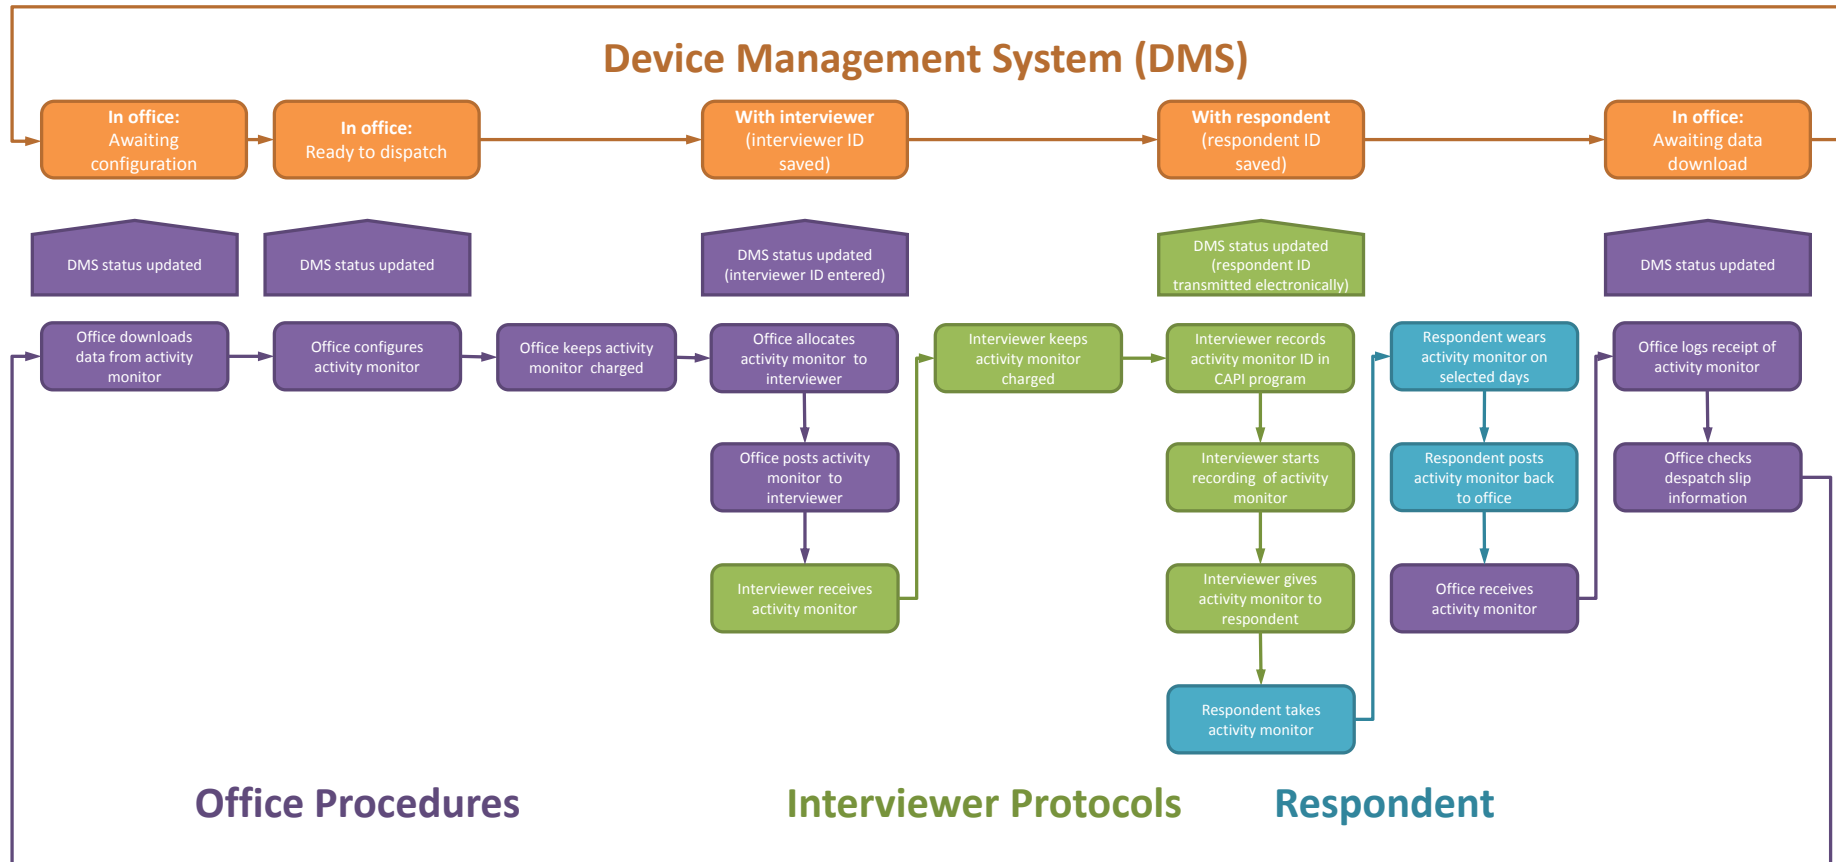 Device Management System (DMS)
In office:
Awaiting
configuration
In office:
Ready to dispatch
With interviewer
(interviewer ID
saved)
With respondent
(respondent ID
saved)
In office:
Awaiting data
download
DMS status updated
DMS status updated
DMS status updated
(interviewer ID entered)
DMS status updated
(respondent ID
transmitted electronically)
DMS status updated
Office downloads
data from activity
monitor
Office configures
activity monitor
Office keeps activity
monitor charged
Office allocates
activity monitor to
interviewer
Interviewer keeps
activity monitor
charged
Interviewer records
activity monitor ID in
CAPI program
Respondent wears
activity monitor on
selected days
Office logs receipt of
activity monitor
Office posts activity
monitor to
interviewer
Interviewer starts
recording of activity
monitor
Respondent posts
activity monitor back
to office
Office checks
despatch slip
information
Interviewer receives
activity monitor
Interviewer gives
activity monitor to
respondent
Office receives
activity monitor
Respondent takes
activity monitor
Office Procedures
Interviewer Protocols
Respondent